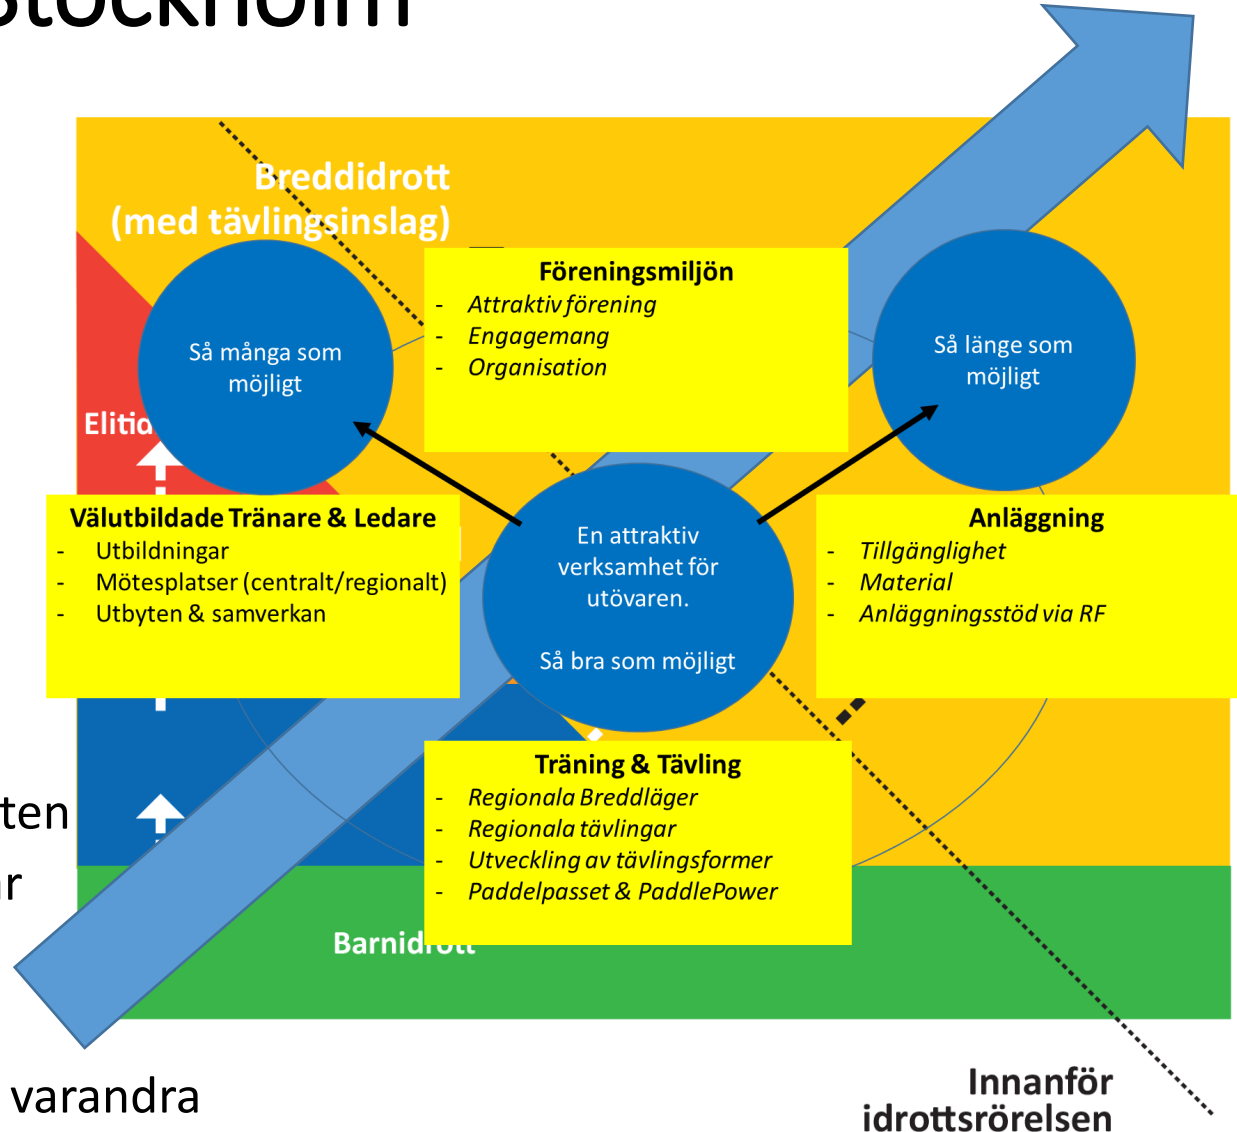 Stockholm
Breddidrott
(med tävlingsinslag)
Föreningsmiljön
- Attraktiv förening
- Engagemang
- Organisation
Så många som
möjligt
Så länge som
möjligt
Välutbildade Tränare & Ledare
- Utbildningar
- Mötesplatser (centralt/regionalt)
- Utbyten & samverkan
En attraktiv
verksamhet för
utövaren.
Så bra som möjligt
Anläggning
- Tillgänglighet
- Material
- Anläggningsstöd via RF
Träning & Tävling
- Regionala Breddläger
- Regionala tävlingar
- Utveckling av tävlingsformer
- Paddelpasset & PaddlePower
Barnidrott
varandra
Innanför
idrottsrörelsen